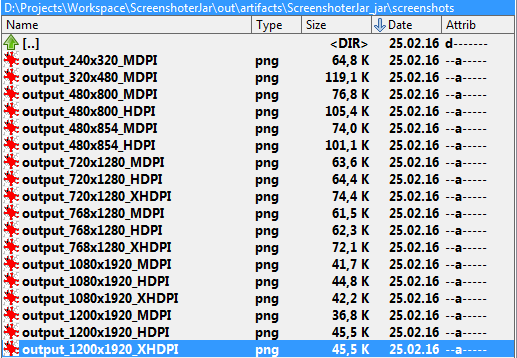 D:\Projects\Workspace\ScreenshoterJar\out\artifacts\ScreenshoterJar_jar\screenshots
Name Type Size Date Attrib
[..] <DIR> 25.02.16 d-------
output_240x320_MDPI png 64,8 K 25.02.16 --a-----
output_320x480_MDPI png 119,1 K 25.02.16 --a-----
output_480x800_MDPI png 76,8 K 25.02.16 --a-----
output_480x800_HDPI png 105,4 K 25.02.16 --a-----
output_480x854_MDPI png 74,0 K 25.02.16 --a-----
output_480x854_HDPI png 101,1 K 25.02.16 --a-----
output_720x1280_MDPI png 63,6 K 25.02.16 --a-----
output_720x1280_HDPI png 64,4 K 25.02.16 --a-----
output_720x1280_XHDPI png 74,4 K 25.02.16 --a-----
output_768x1280_MDPI png 61,5 K 25.02.16 --a-----
output_768x1280_HDPI png 62,3 K 25.02.16 --a-----
output_768x1280_XHDPI png 72,1 K 25.02.16 --a-----
output_1080x1920_MDPI png 41,7 K 25.02.16 --a-----
output_1080x1920_HDPI png 44,8 K 25.02.16 --a-----
output_1080x1920_XHDPI png 42,2 K 25.02.16 --a-----
output_1200x1920_MDPI png 36,8 K 25.02.16 --a-----
output_1200x1920_HDPI png 45,5 K 25.02.16 --a-----
output_1200x1920_XHDPI png 45,5 K 25.02.16 --a-----